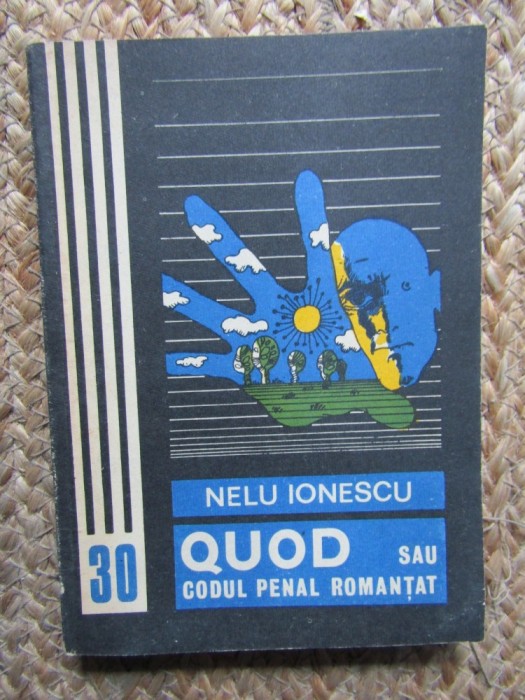 NELU IONESCU
QUOD SAU
CODUL PENAL ROMANȚAT
30